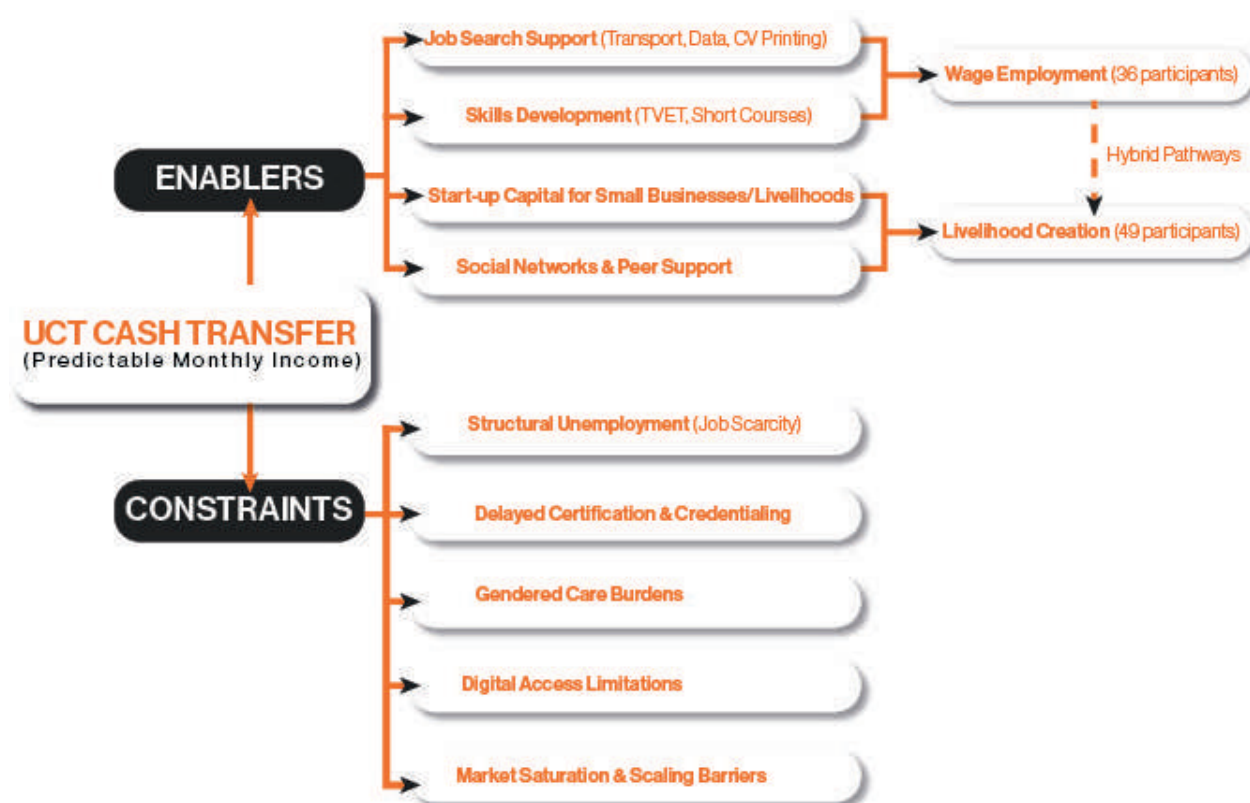 Job Search Support (Transport, Data, CV Printing)
Wage Employment (36 participants)
Skills Development (TVET, Short Courses)
Hybrid Pathways
ENABLERS
Start-up Capital for Small Businesses/Livelihoods
Livelihood Creation (49 participants)
Social Networks & Peer Support
UCT CASH TRANSFER
(Predictable Monthly Income)
Structural Unemployment (Job Scarcity)
CONSTRAINTS
Delayed Certification & Credentialing
Gendered Care Burdens
Digital Access Limitations
Market Saturation & Scaling Barriers